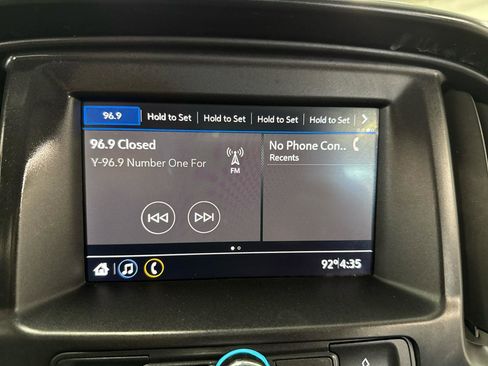 96.9 Hold to Set Hold to Set Hold to Set Hold to Set
96.9 Closed
Y-96.9 Number One For
FM
No Phone Con..
Recents
92° 4:35